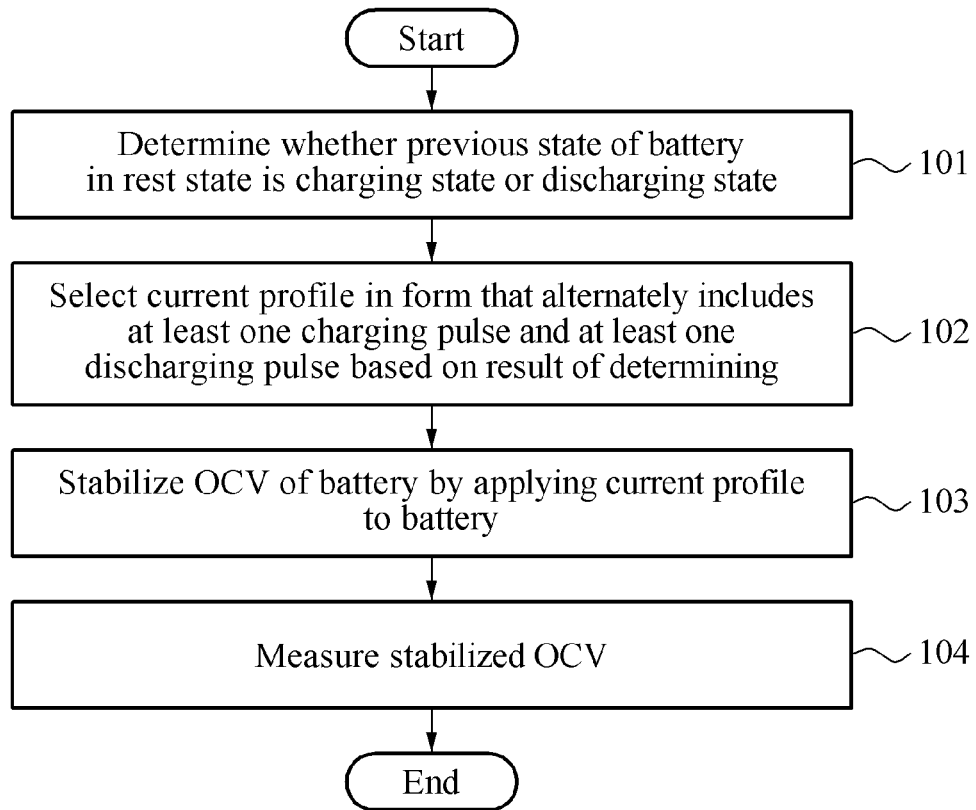 Start
Determine whether previous state of battery
in rest state is charging state or discharging state
101
Select current profile in form that alternately includes
at least one charging pulse and at least one
discharging pulse based on result of determining
102
Stabilize OCV of battery by applying current profile
to battery
103
Measure stabilized OCV
104
End